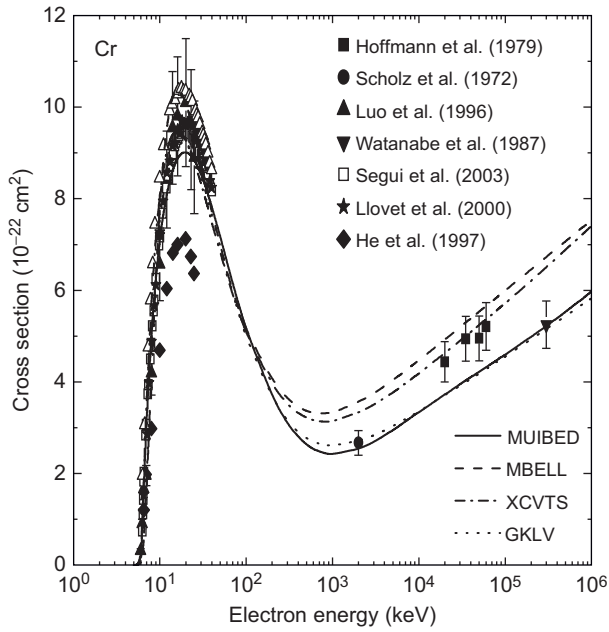 12
10
8
6
4
2
0
Cross section (10⁻²² cm²)
Cr
Hoffmann et al. (1979)
Scholz et al. (1972)
Luo et al. (1996)
Watanabe et al. (1987)
Segui et al. (2003)
Llovet et al. (2000)
He et al. (1997)
MUIBED
MBELL
XCVTS
GKLV
10⁰ 10¹ 10² 10³ 10⁴ 10⁵ 10⁶
Electron energy (keV)